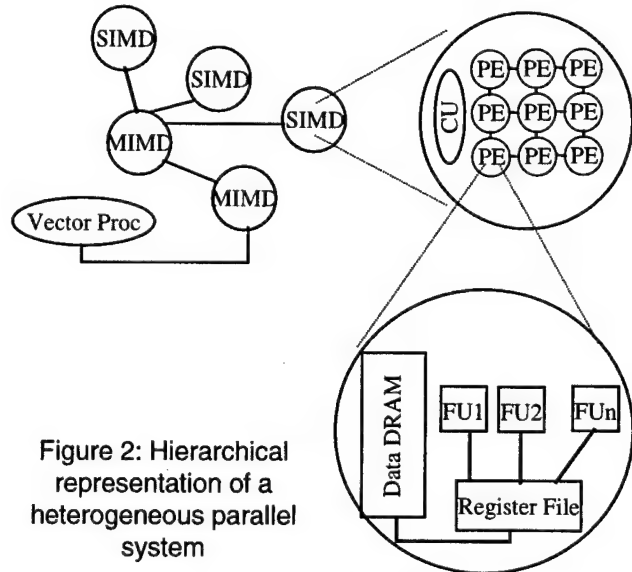 SIMD
SIMD
SIMD
MIMD
MIMD
Vector Proc
CU
PE PE PE
PE PE PE
PE PE PE
Data DRAM
FU1 FU2 FUn
Register File
Figure 2: Hierarchical
representation of a
heterogeneous parallel
system